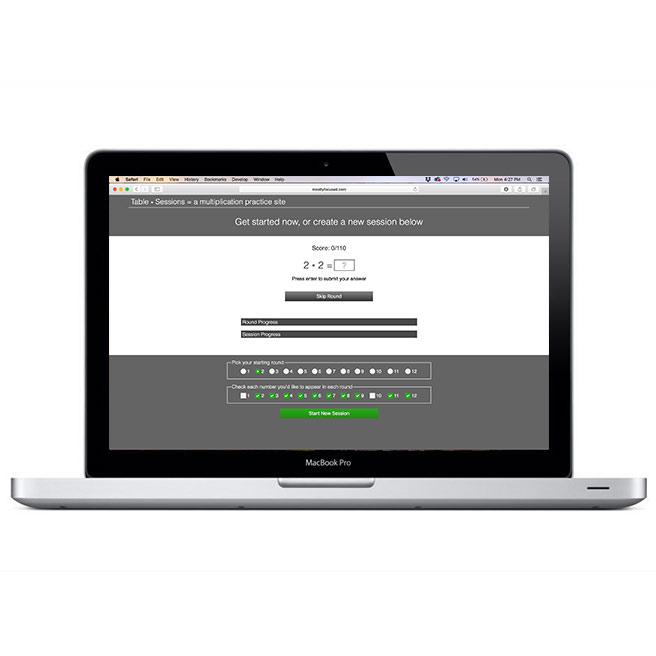 Safari File Edit View History Bookmarks Develop Window Help 54% Mon 4:27 PM
mostlyfocused.com
Table • Sessions = a multiplication practice site
Get started now, or create a new session below
Score: 0/110
2 • 2 = ?
Press enter to submit your answer
Skip Round
Round Progress
Session Progress
Pick your starting round
1 2 3 4 5 6 7 8 9 10 11 12
Check each number you'd like to appear in each round
1 2 3 4 5 6 7 8 9 10 11 12
Start New Session
MacBook Pro